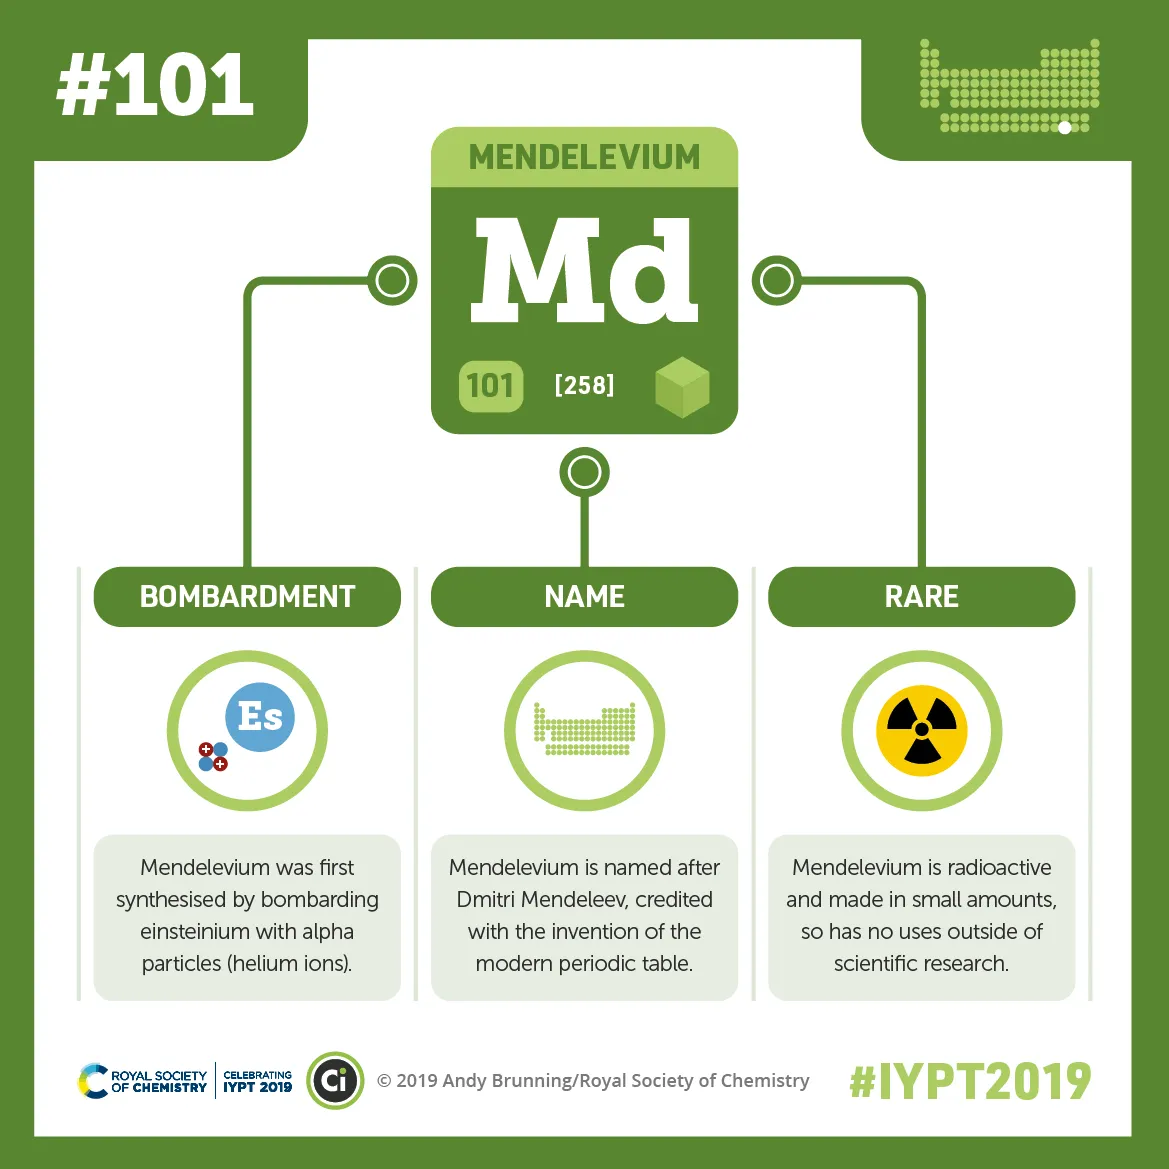 #101
MENDELEVIUM
Md
101
[258]
BOMBARDMENT
Es
+
+
Mendelevium was first
synthesised by bombarding
einsteinium with alpha
particles (helium ions).
NAME
Mendelevium is named after
Dmitri Mendeleev, credited
with the invention of the
modern periodic table.
RARE
Mendelevium is radioactive
and made in small amounts,
so has no uses outside of
scientific research.
ROYAL SOCIETY
OF CHEMISTRY
CELEBRATING
IYPT 2019
Ci
© 2019 Andy Brunning/Royal Society of Chemistry
#IYPT2019